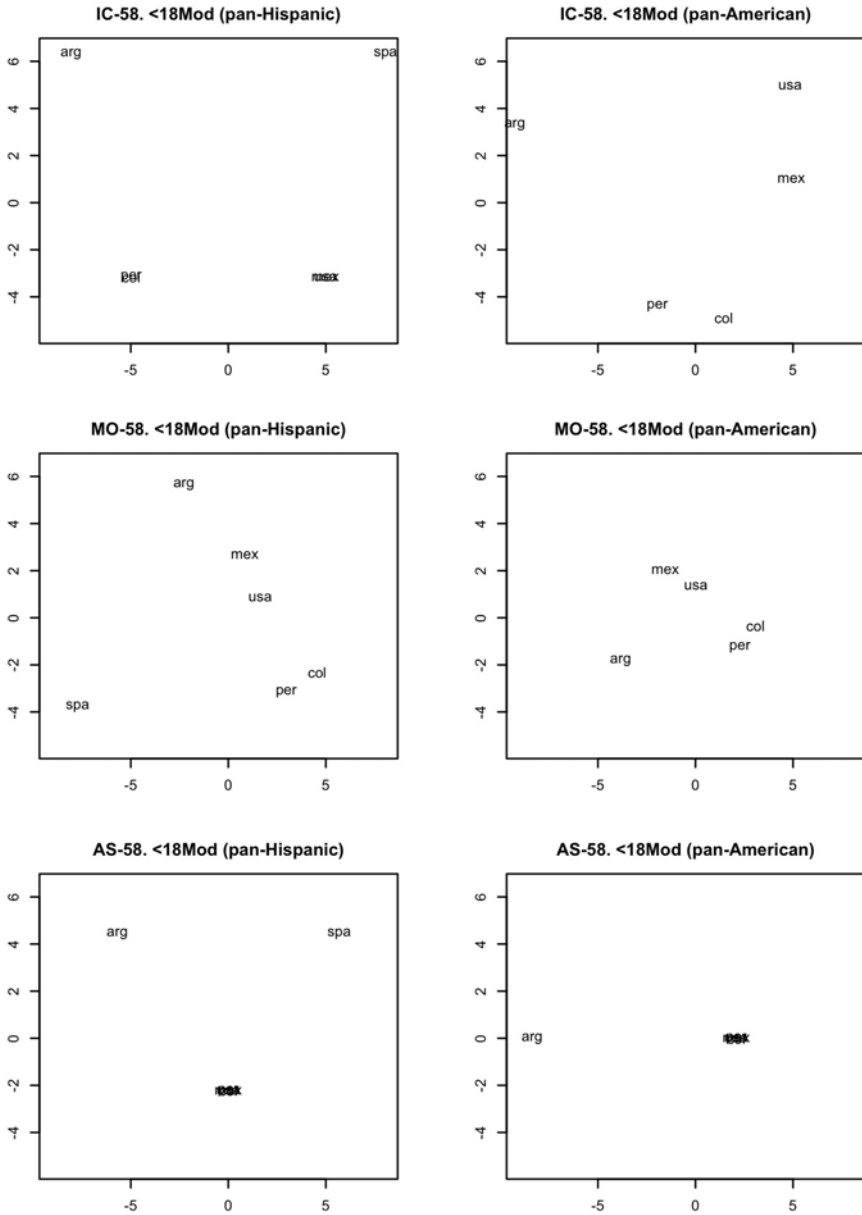 IC-58. <18Mod (pan-Hispanic)
6
4
2
0
-2
-4
arg
spa
per
col
usa
mex
-5
0
5
IC-58. <18Mod (pan-American)
6
4
2
0
-2
-4
usa
arg
mex
per
col
-5
0
5
MO-58. <18Mod (pan-Hispanic)
6
4
2
0
-2
-4
arg
mex
usa
col
per
spa
-5
0
5
MO-58. <18Mod (pan-American)
6
4
2
0
-2
-4
mex
usa
col
per
arg
-5
0
5
AS-58. <18Mod (pan-Hispanic)
6
4
2
0
-2
-4
arg
spa
-5
0
5
AS-58. <18Mod (pan-American)
6
4
2
0
-2
-4
arg
-5
0
5